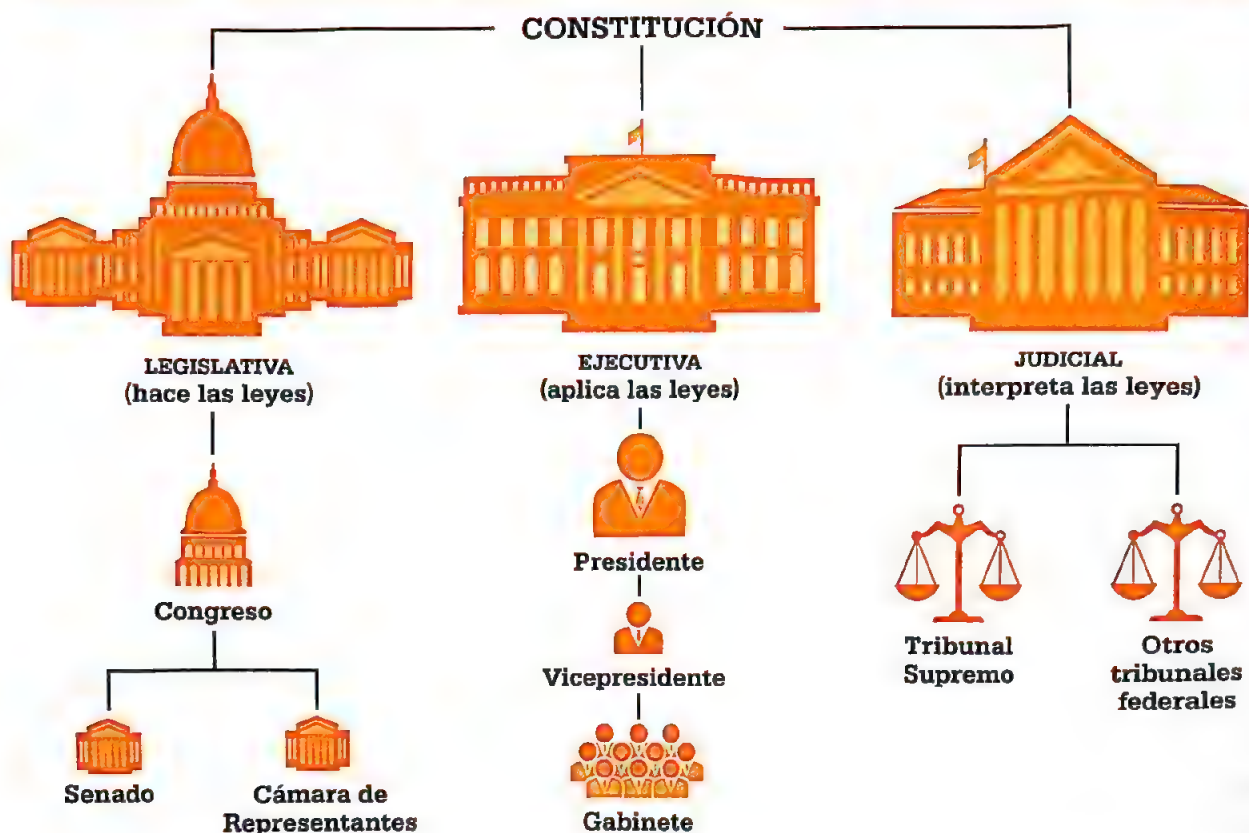 CONSTITUCIÓN
LEGISLATIVA
(hace las leyes)
Congreso
Senado
Cámara de
Representantes
EJECUTIVA
(aplica las leyes)
Presidente
Vicepresidente
Gabinete
JUDICIAL
(interpreta las leyes)
Tribunal
Supremo
Otros
tribunales
federales